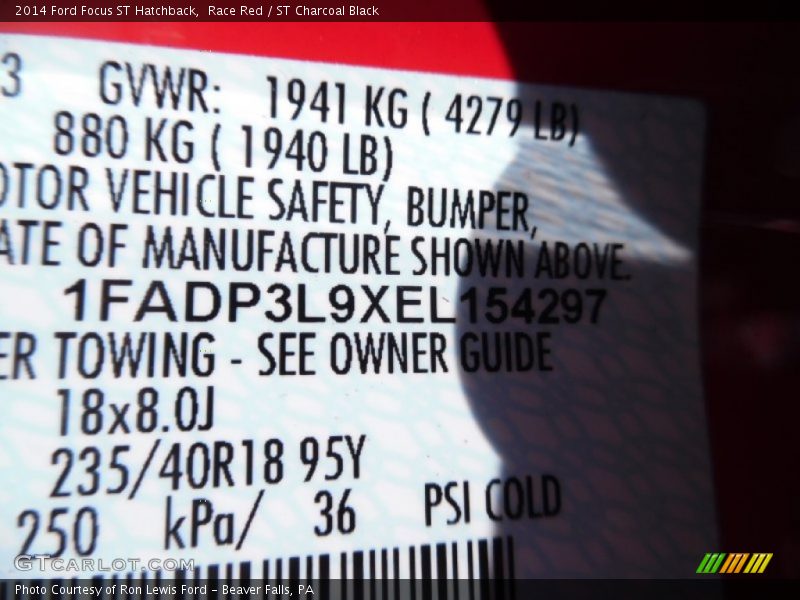 2014 Ford Focus ST Hatchback,  Race Red / ST Charcoal Black
3 GVWR: 1941 KG ( 4279 LB)
880 KG ( 1940 LB)
OTOR VEHICLE SAFETY, BUMPER,
ATE OF MANUFACTURE SHOWN ABOVE.
1FADP3L9XEL154297
ER TOWING - SEE OWNER GUIDE
18x8.0J
235/40R18 95Y
250 kPa/ 36 PSI COLD
GTCARLOT.COM
Photo Courtesy of Ron Lewis Ford - Beaver Falls, PA